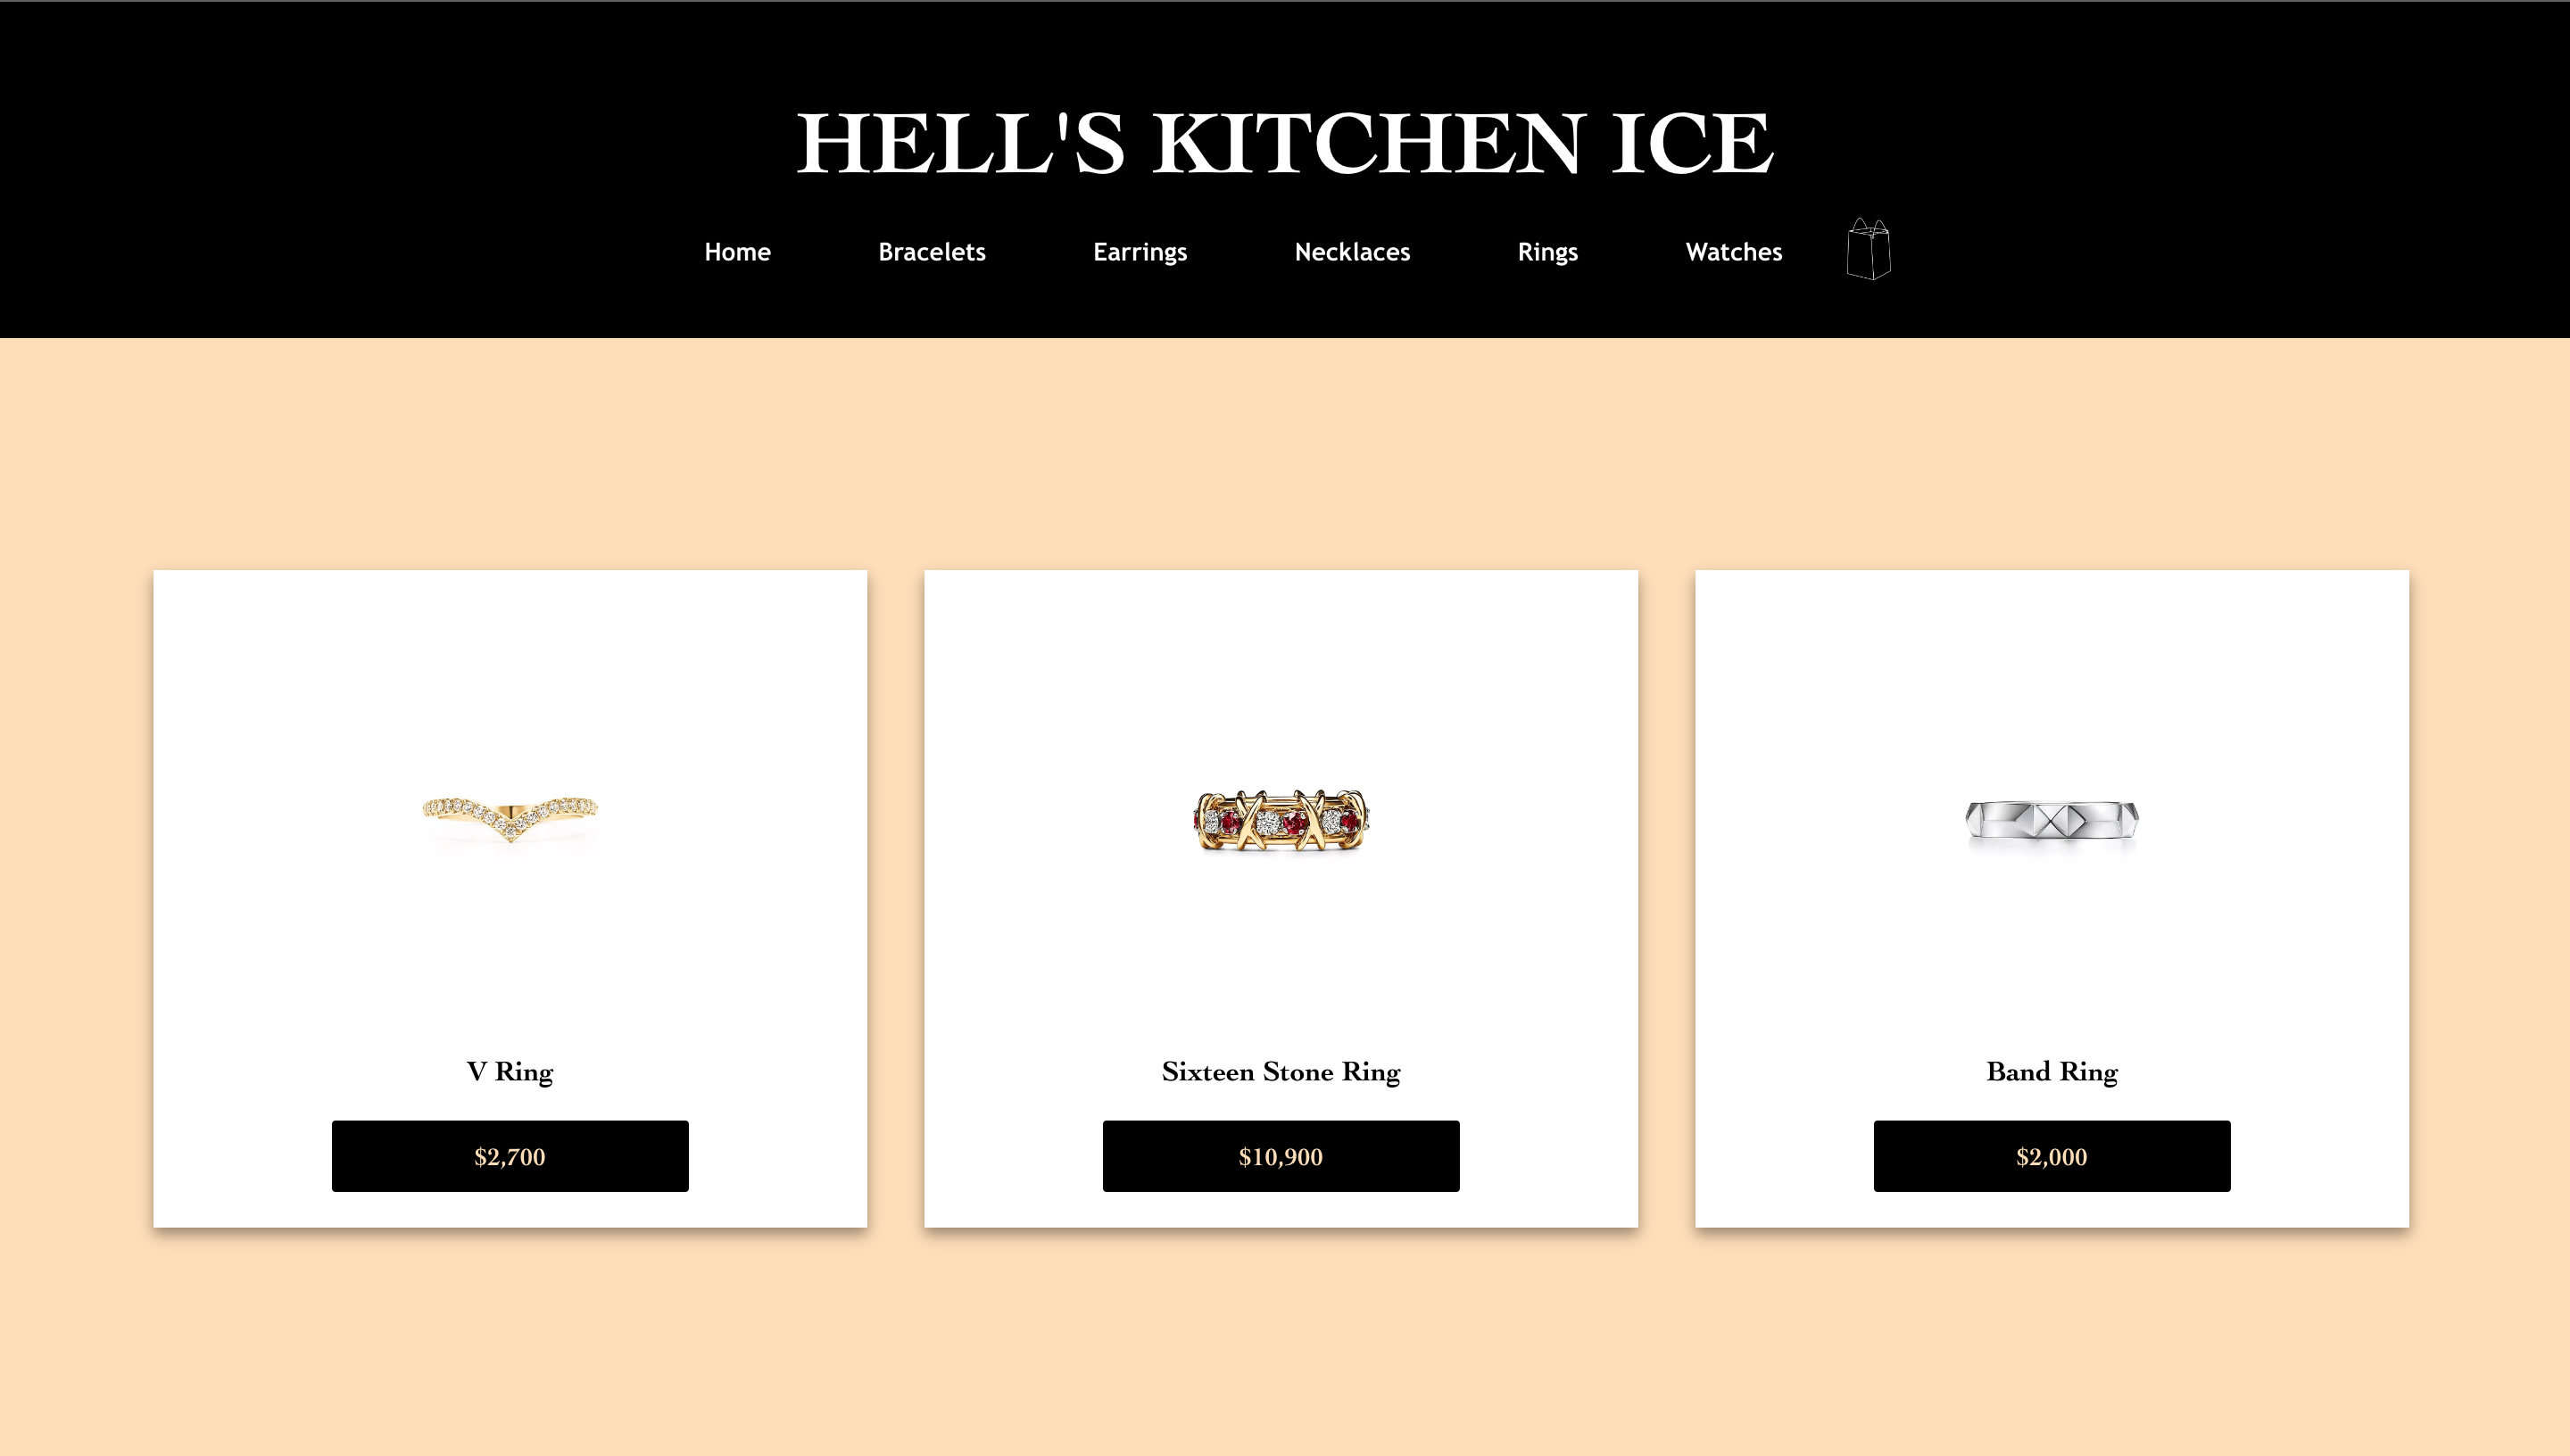 HELL'S KITCHEN ICE
Home Bracelets Earrings Necklaces Rings Watches
V Ring
$2,700
Sixteen Stone Ring
$10,900
Band Ring
$2,000